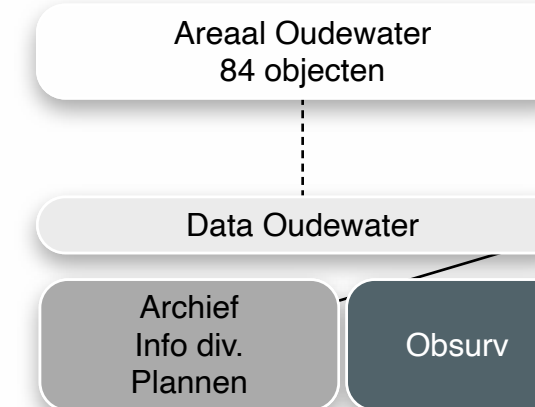 Areaal Oudewater
84 objecten
Data Oudewater
Archief
Info div.
Plannen
Obsurv